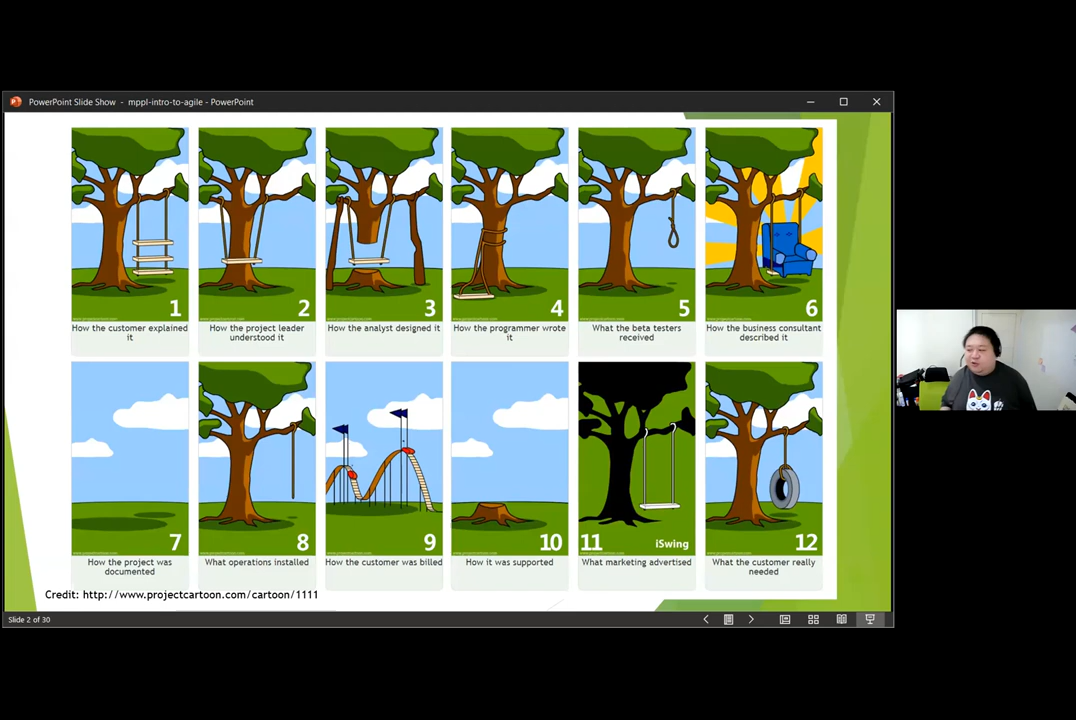 PowerPoint Slide Show - mppl-intro-to-agile - PowerPoint
1
How the customer explained
it
2
How the project leader
understood it
3
How the analyst designed it
4
How the programmer wrote
it
5
What the beta testers
received
6
How the business consultant
described it
7
How the project was
documented
8
What operations installed
9
How the customer was billed
10
How it was supported
11 iSwing
What marketing advertised
12
What the customer really
needed
Credit: http://www.projectcartoon.com/cartoon/1111
Slide 2 of 30